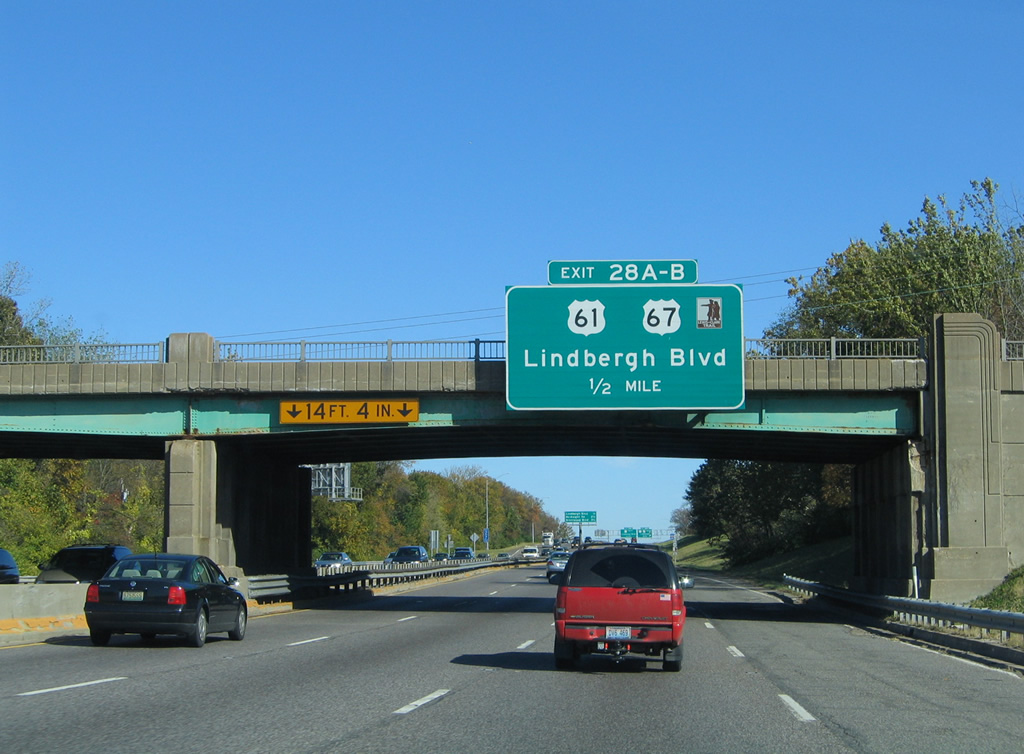 EXIT 28A-B
61 67
Lindbergh Blvd
1/2 MILE
14 FT. 4 IN.